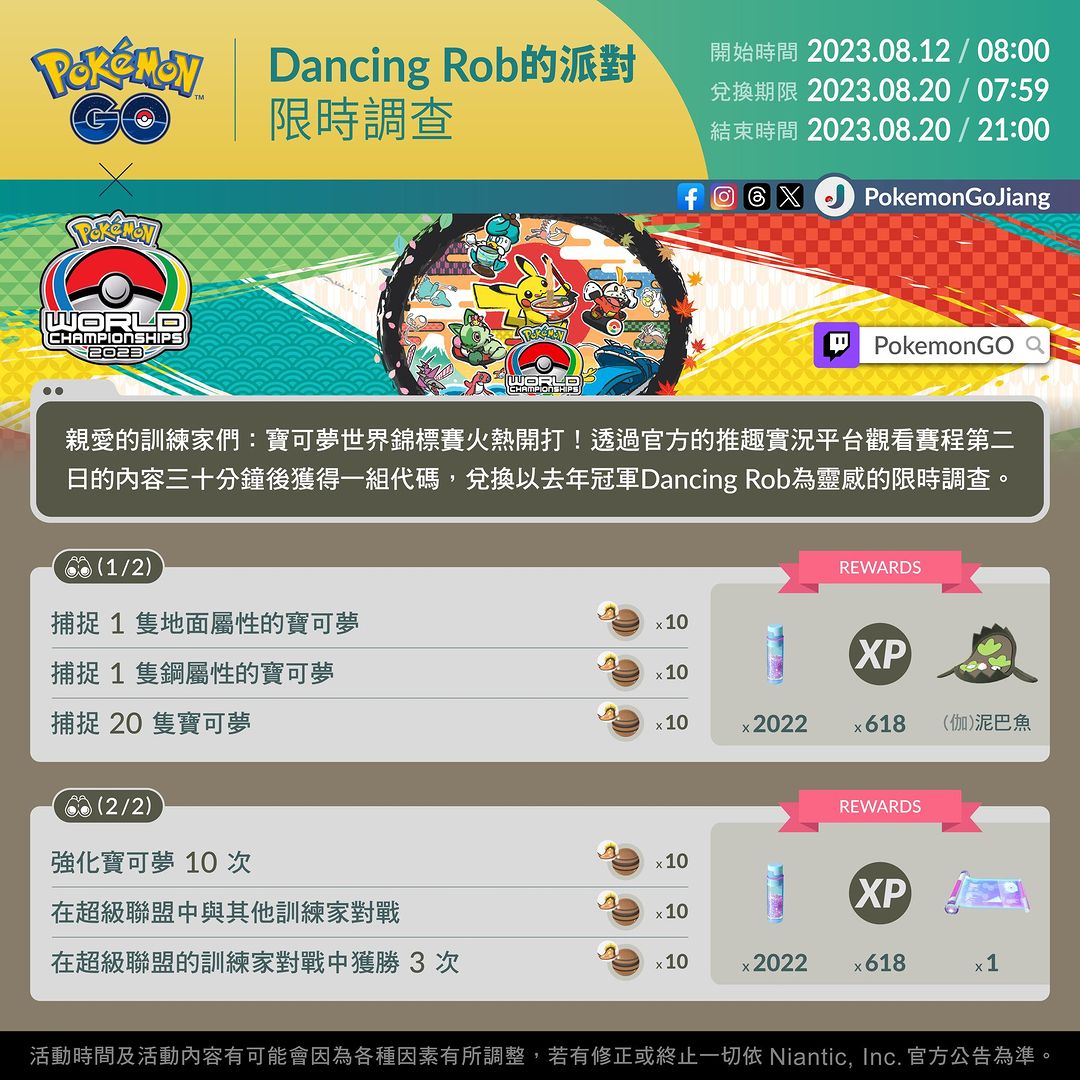 POKéMON
GO
TM
Dancing Rob的派對
限時調查
開始時間 2023.08.12 / 08:00
兌換期限 2023.08.20 / 07:59
結束時間 2023.08.20 / 21:00
PokemonGoJiang
POKéMON
WORLD
CHAMPIONSHIPS
2023
POKéMON
WORLD
CHAMPIONSHIPS
PokemonGO
親愛的訓練家們：寶可夢世界錦標賽火熱開打！透過官方的推趣實況平台觀看賽程第二
日的內容三十分鐘後獲得一組代碼，兌換以去年冠軍Dancing Rob為靈感的限時調查。
(1/2)
REWARDS
捕捉 1 隻地面屬性的寶可夢 x10
捕捉 1 隻鋼屬性的寶可夢 x10
捕捉 20 隻寶可夢 x10
XP
x2022 x618 (伽)泥巴魚
(2/2)
REWARDS
強化寶可夢 10 次 x10
在超級聯盟中與其他訓練家對戰 x10
在超級聯盟的訓練家對戰中獲勝 3 次 x10
XP
x2022 x618 x1
活動時間及活動內容有可能會因為各種因素有所調整，若有修正或終止一切依 Niantic, Inc. 官方公告為準。